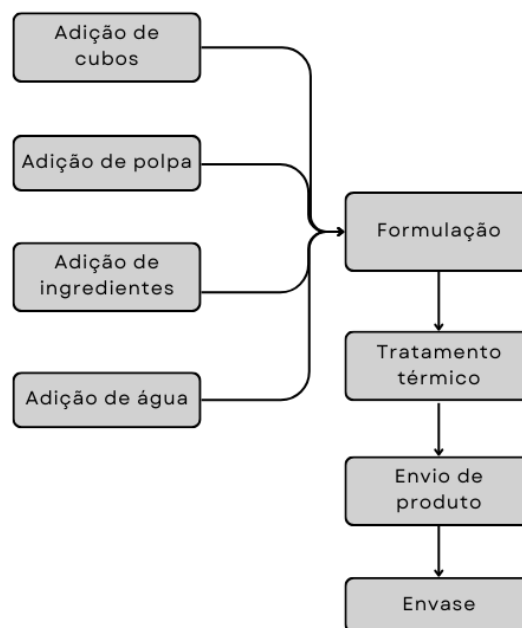 Adição de
cubos
Adição de polpa
Adição de
ingredientes
Adição de água
Formulação
Tratamento
térmico
Envio de
produto
Envase